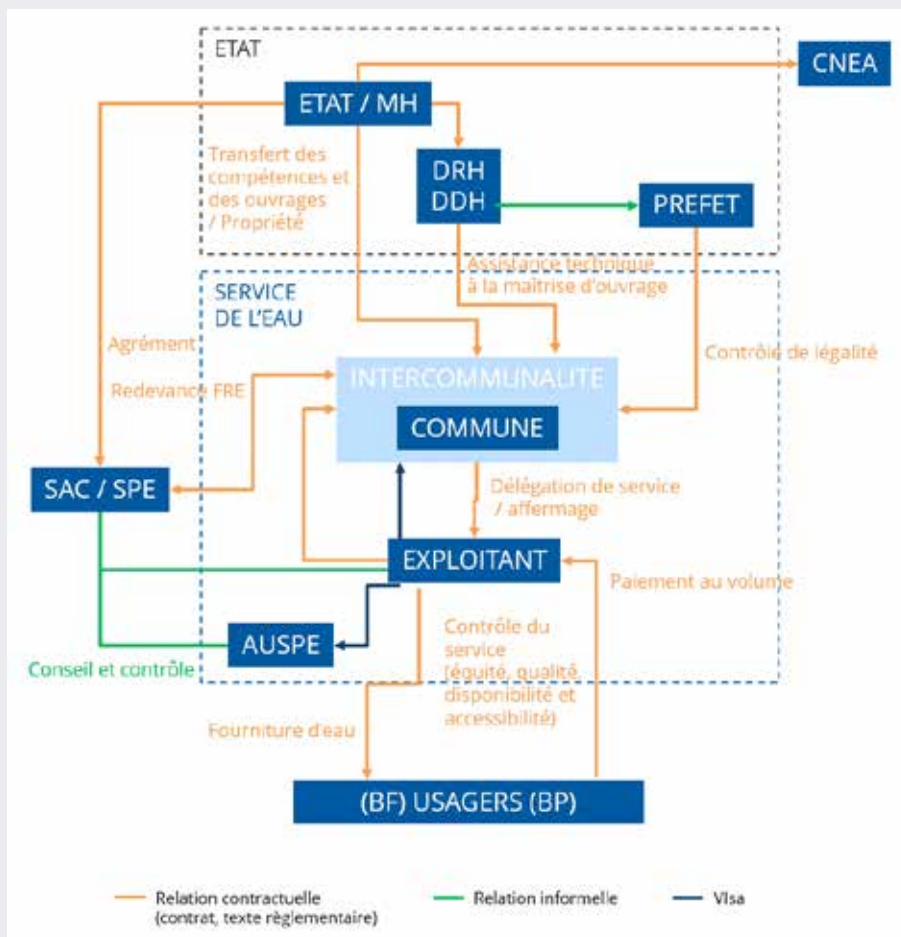 ETAT
CNEA
ETAT / MH
Transfert des
compétences et
des ouvrages
/ Propriété
DRH
DDH
PREFET
Assistance technique
à la maîtrise d'ouvrage
SERVICE
DE L'EAU
Agrément
Contrôle de légalité
Redevance FRE
INTERCOMMUNALITE
COMMUNE
SAC / SPE
Délégation de service
/ affermage
EXPLOITANT
Paiement au volume
AUSPE
Contrôle du
service
(équité, qualité,
disponibilité et
accessibilité)
Conseil et contrôle
Fourniture d'eau
(BF) USAGERS (BP)
Relation contractuelle
(contrat, texte règlementaire)
Relation informelle
VIsa